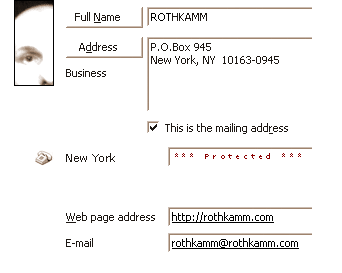 Full Name ROTHKAMM
Address P.O.Box 945
New York, NY 10163-0945
Business
This is the mailing address
New York *** Protected ***
Web page address http://rothkamm.com
E-mail rothkamm@rothkamm.com